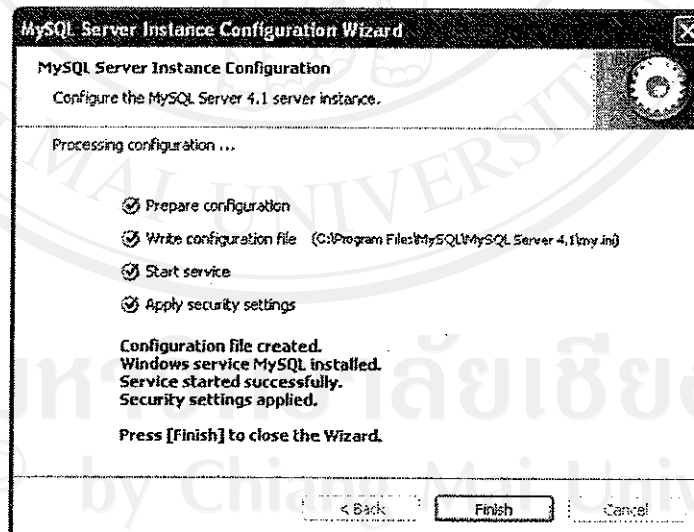 MySQL Server Instance Configuration Wizard
MySQL Server Instance Configuration
Configure the MySQL Server 4.1 server instance.
Processing configuration ...
Prepare configuration
Write configuration file (C:\Program Files\MySQL\MySQL Server 4.1\my.ini)
Start service
Apply security settings
Configuration file created.
Windows service MySQL installed.
Service started successfully.
Security settings applied.
Press [Finish] to close the Wizard.
< Back Finish Cancel
MAI UNIVERSIT
by Chiang Mai Univ